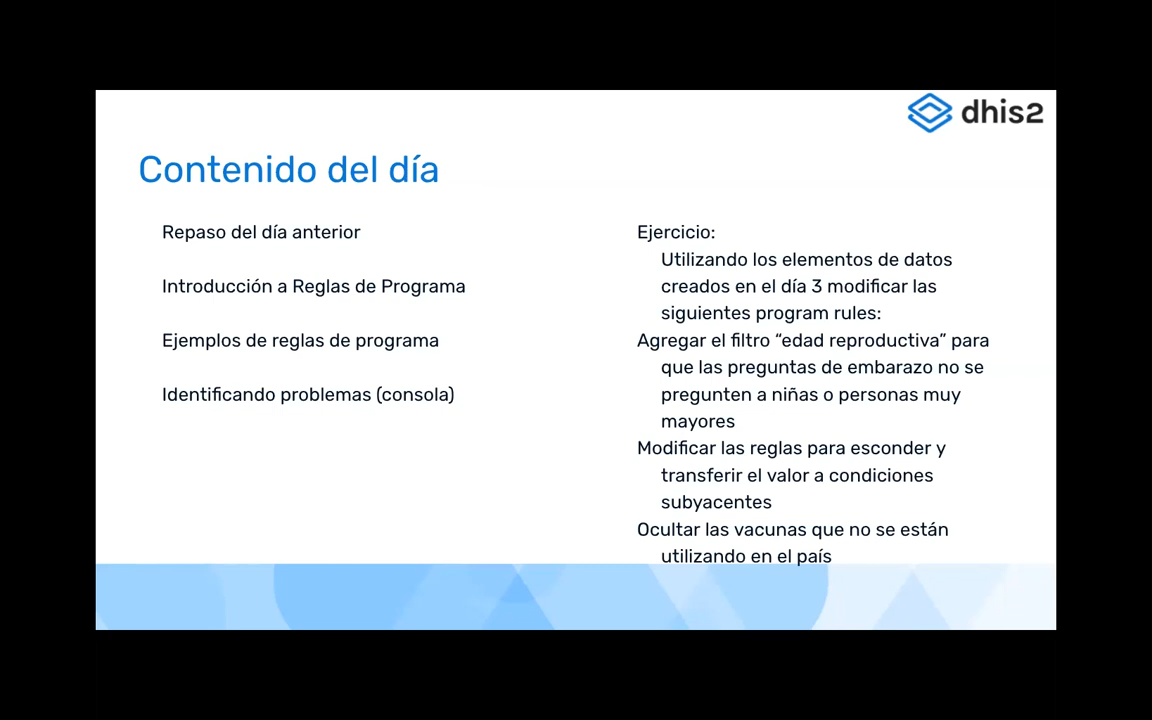 dhis2
Contenido del día
Repaso del día anterior
Introducción a Reglas de Programa
Ejemplos de reglas de programa
Identificando problemas (consola)
Ejercicio:
Utilizando los elementos de datos
creados en el día 3 modificar las
siguientes program rules:
Agregar el filtro “edad reproductiva” para
que las preguntas de embarazo no se
pregunten a niñas o personas muy
mayores
Modificar las reglas para esconder y
transferir el valor a condiciones
subyacentes
Ocultar las vacunas que no se están
utilizando en el país